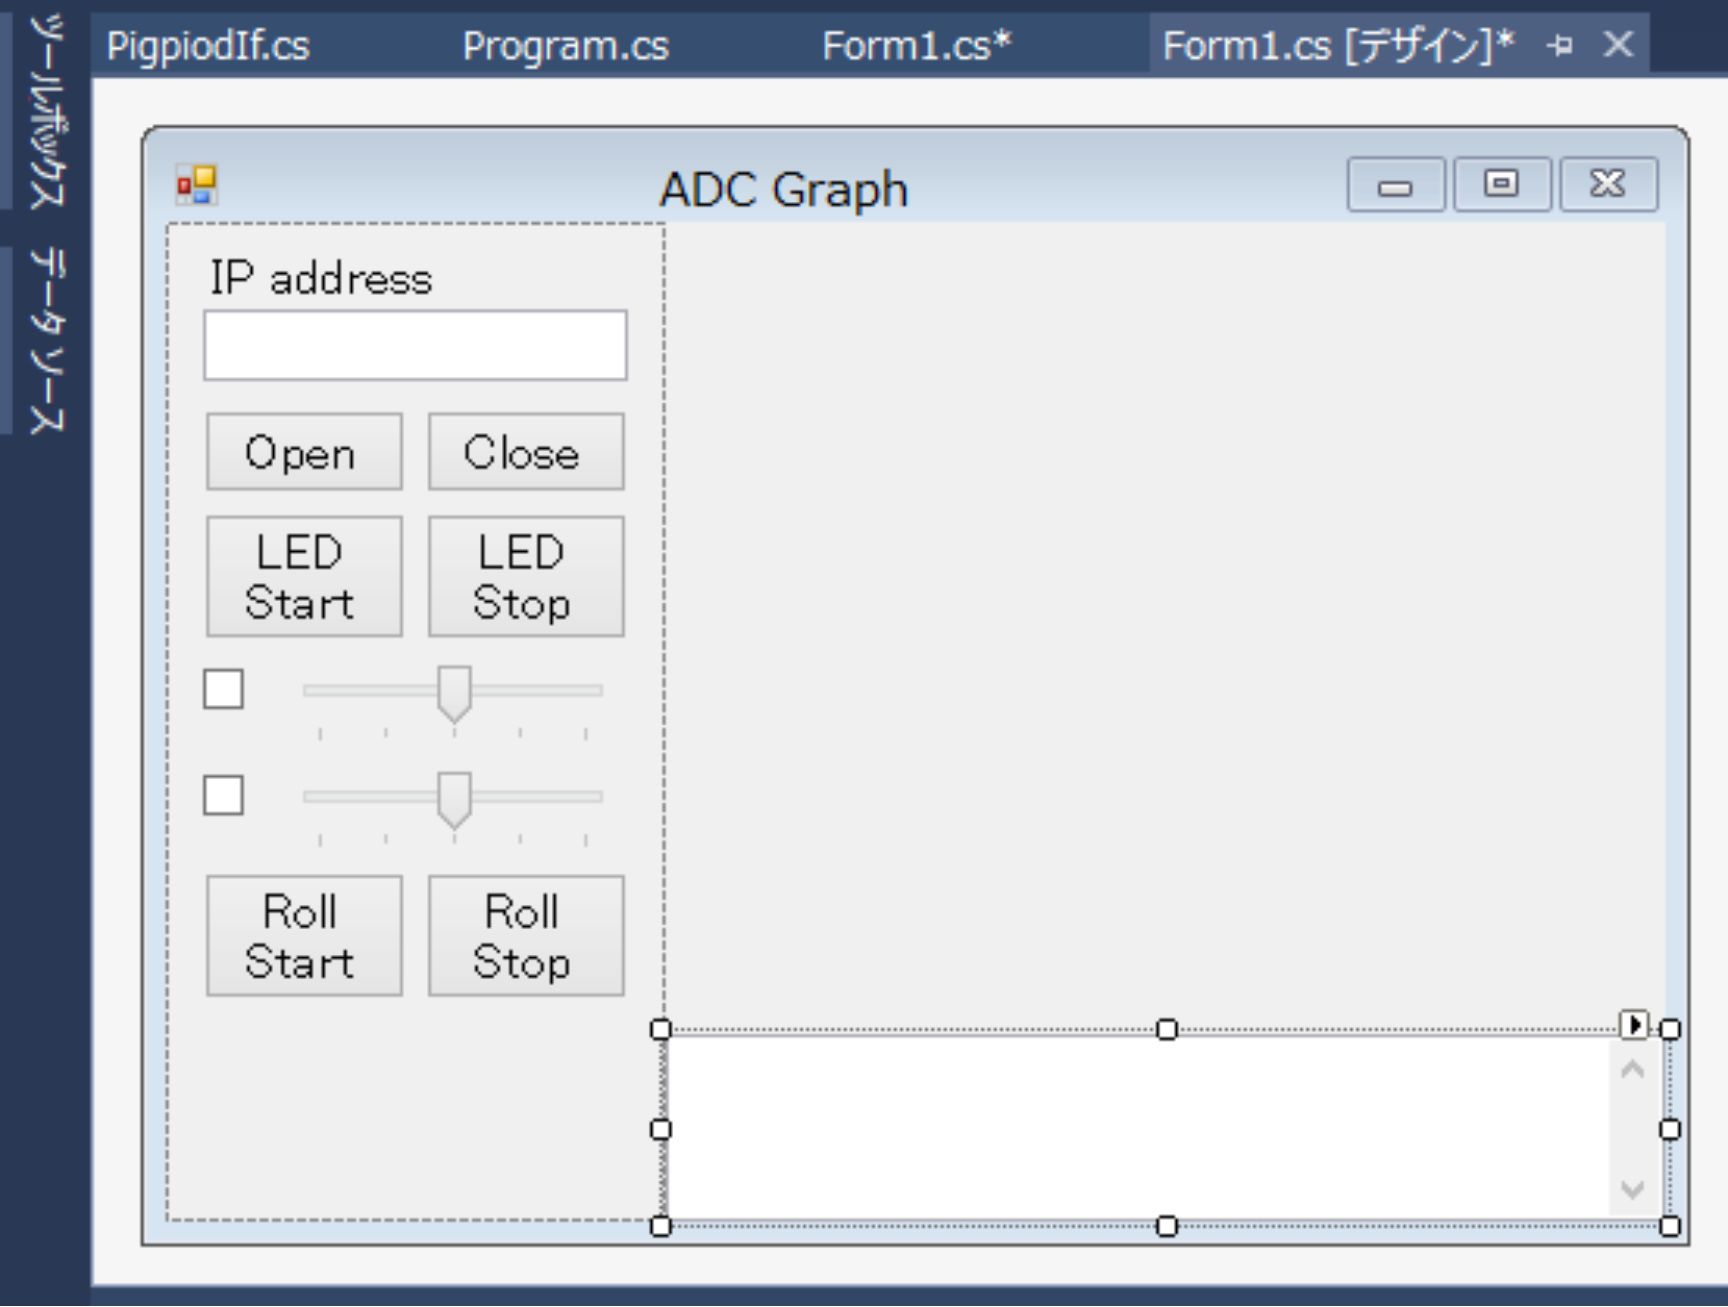 ツールボックス
データ ソース
PigpiodIf.cs
Program.cs
Form1.cs*
Form1.cs [デザイン]*
ADC Graph
IP address
Open
Close
LED
Start
LED
Stop
Roll
Start
Roll
Stop